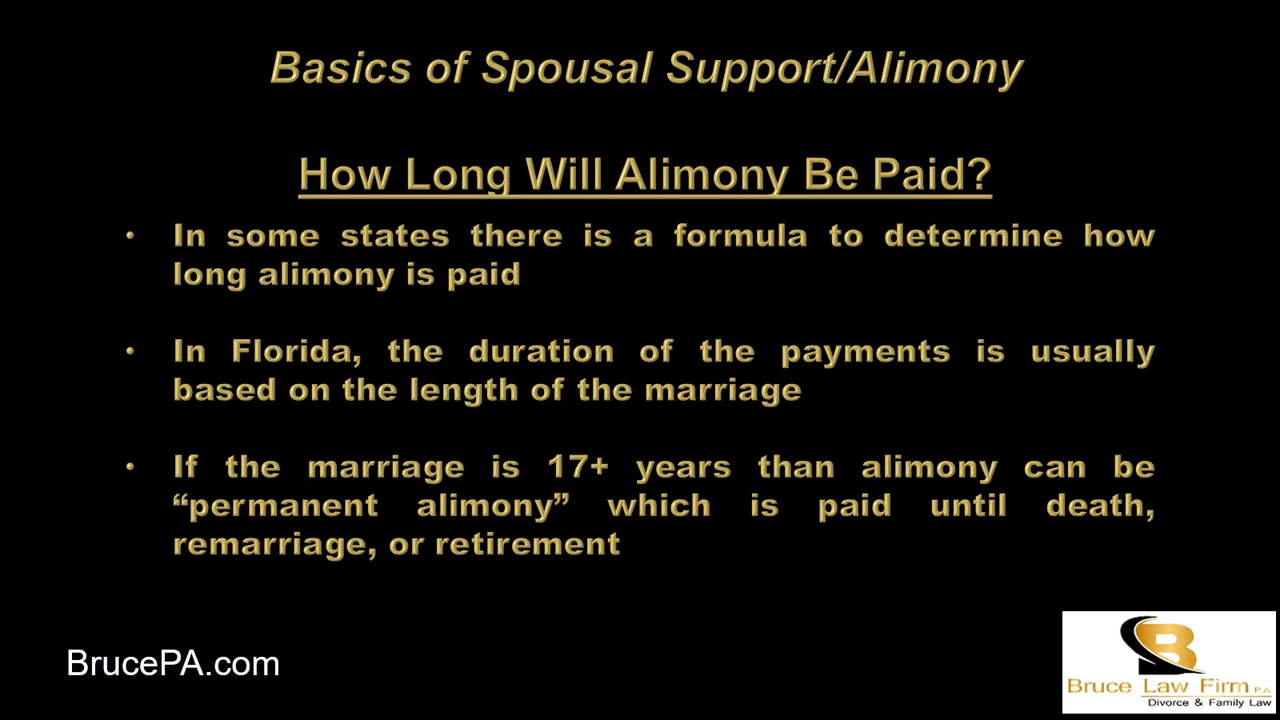 Basics of Spousal Support/Alimony
How Long Will Alimony Be Paid?
• In some states there is a formula to determine how
long alimony is paid
• In Florida, the duration of the payments is usually
based on the length of the marriage
• If the marriage is 17+ years than alimony can be
“permanent alimony” which is paid until death,
remarriage, or retirement
BrucePA.com
B
Bruce Law Firm P.A.
Divorce & Family Law